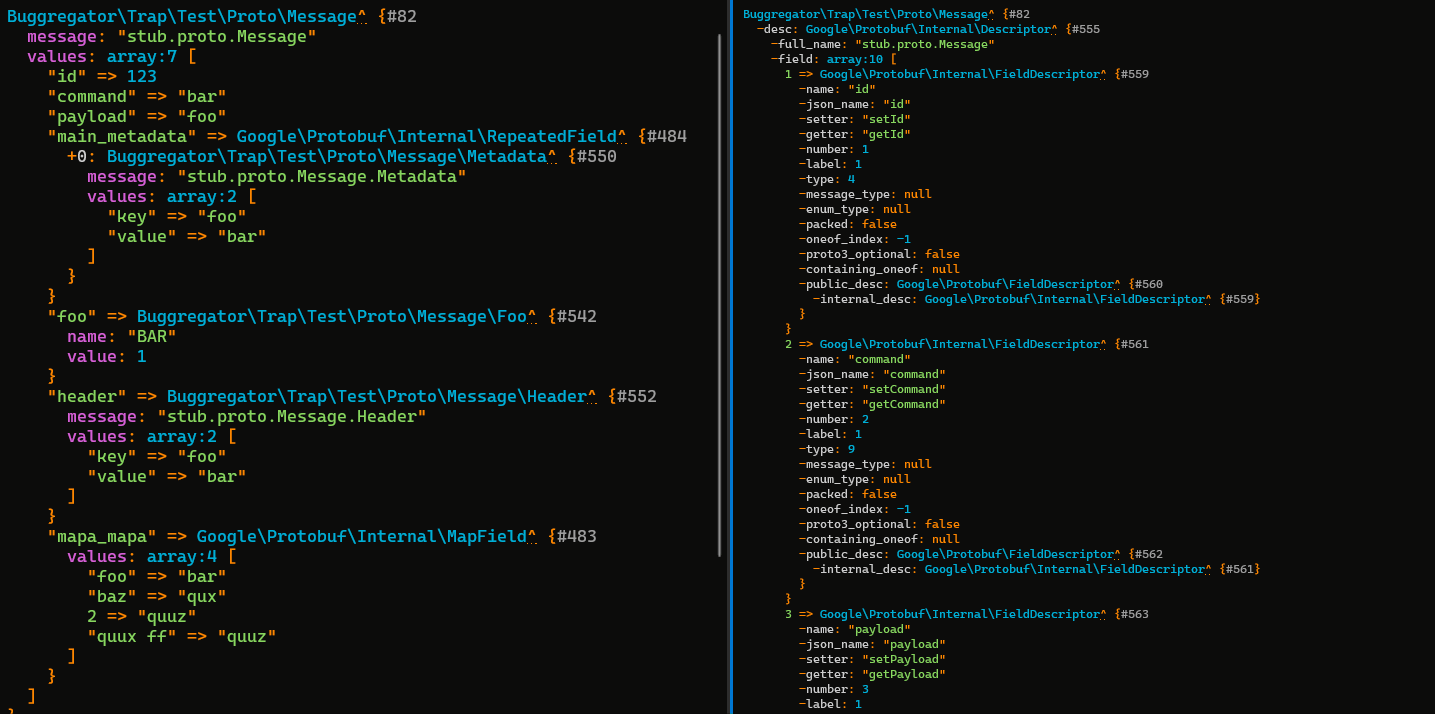 Buggregator\Trap\Test\Proto\Message^ {#82
  message: "stub.proto.Message"
  values: array:7 [
    "id" => 123
    "command" => "bar"
    "payload" => "foo"
    "main_metadata" => Google\Protobuf\Internal\RepeatedField^ {#484
      +0: Buggregator\Trap\Test\Proto\Message\Metadata^ {#550
        message: "stub.proto.Message.Metadata"
        values: array:2 [
          "key" => "foo"
          "value" => "bar"
        ]
      }
    }
    "foo" => Buggregator\Trap\Test\Proto\Message\Foo^ {#542
      name: "BAR"
      value: 1
    }
    "header" => Buggregator\Trap\Test\Proto\Message\Header^ {#552
      message: "stub.proto.Message.Header"
      values: array:2 [
        "key" => "foo"
        "value" => "bar"
      ]
    }
    "mapa_mapa" => Google\Protobuf\Internal\MapField^ {#483
      values: array:4 [
        "foo" => "bar"
        "baz" => "qux"
        2 => "quuz"
        "quux ff" => "quuz"
      ]
    }
  ]
}
Buggregator\Trap\Test\Proto\Message^ {#82
  -desc: Google\Protobuf\Internal\Descriptor^ {#555
    -full_name: "stub.proto.Message"
    -field: array:10 [
      1 => Google\Protobuf\Internal\FieldDescriptor^ {#559
        -name: "id"
        -json_name: "id"
        -setter: "setId"
        -getter: "getId"
        -number: 1
        -label: 1
        -type: 4
        -message_type: null
        -enum_type: null
        -packed: false
        -oneof_index: -1
        -proto3_optional: false
        -containing_oneof: null
        -public_desc: Google\Protobuf\FieldDescriptor^ {#560
          -internal_desc: Google\Protobuf\Internal\FieldDescriptor^ {#559}
        }
      }
      2 => Google\Protobuf\Internal\FieldDescriptor^ {#561
        -name: "command"
        -json_name: "command"
        -setter: "setCommand"
        -getter: "getCommand"
        -number: 2
        -label: 1
        -type: 9
        -message_type: null
        -enum_type: null
        -packed: false
        -oneof_index: -1
        -proto3_optional: false
        -containing_oneof: null
        -public_desc: Google\Protobuf\FieldDescriptor^ {#562
          -internal_desc: Google\Protobuf\Internal\FieldDescriptor^ {#561}
        }
      }
      3 => Google\Protobuf\Internal\FieldDescriptor^ {#563
        -name: "payload"
        -json_name: "payload"
        -setter: "setPayload"
        -getter: "getPayload"
        -number: 3
        -label: 1